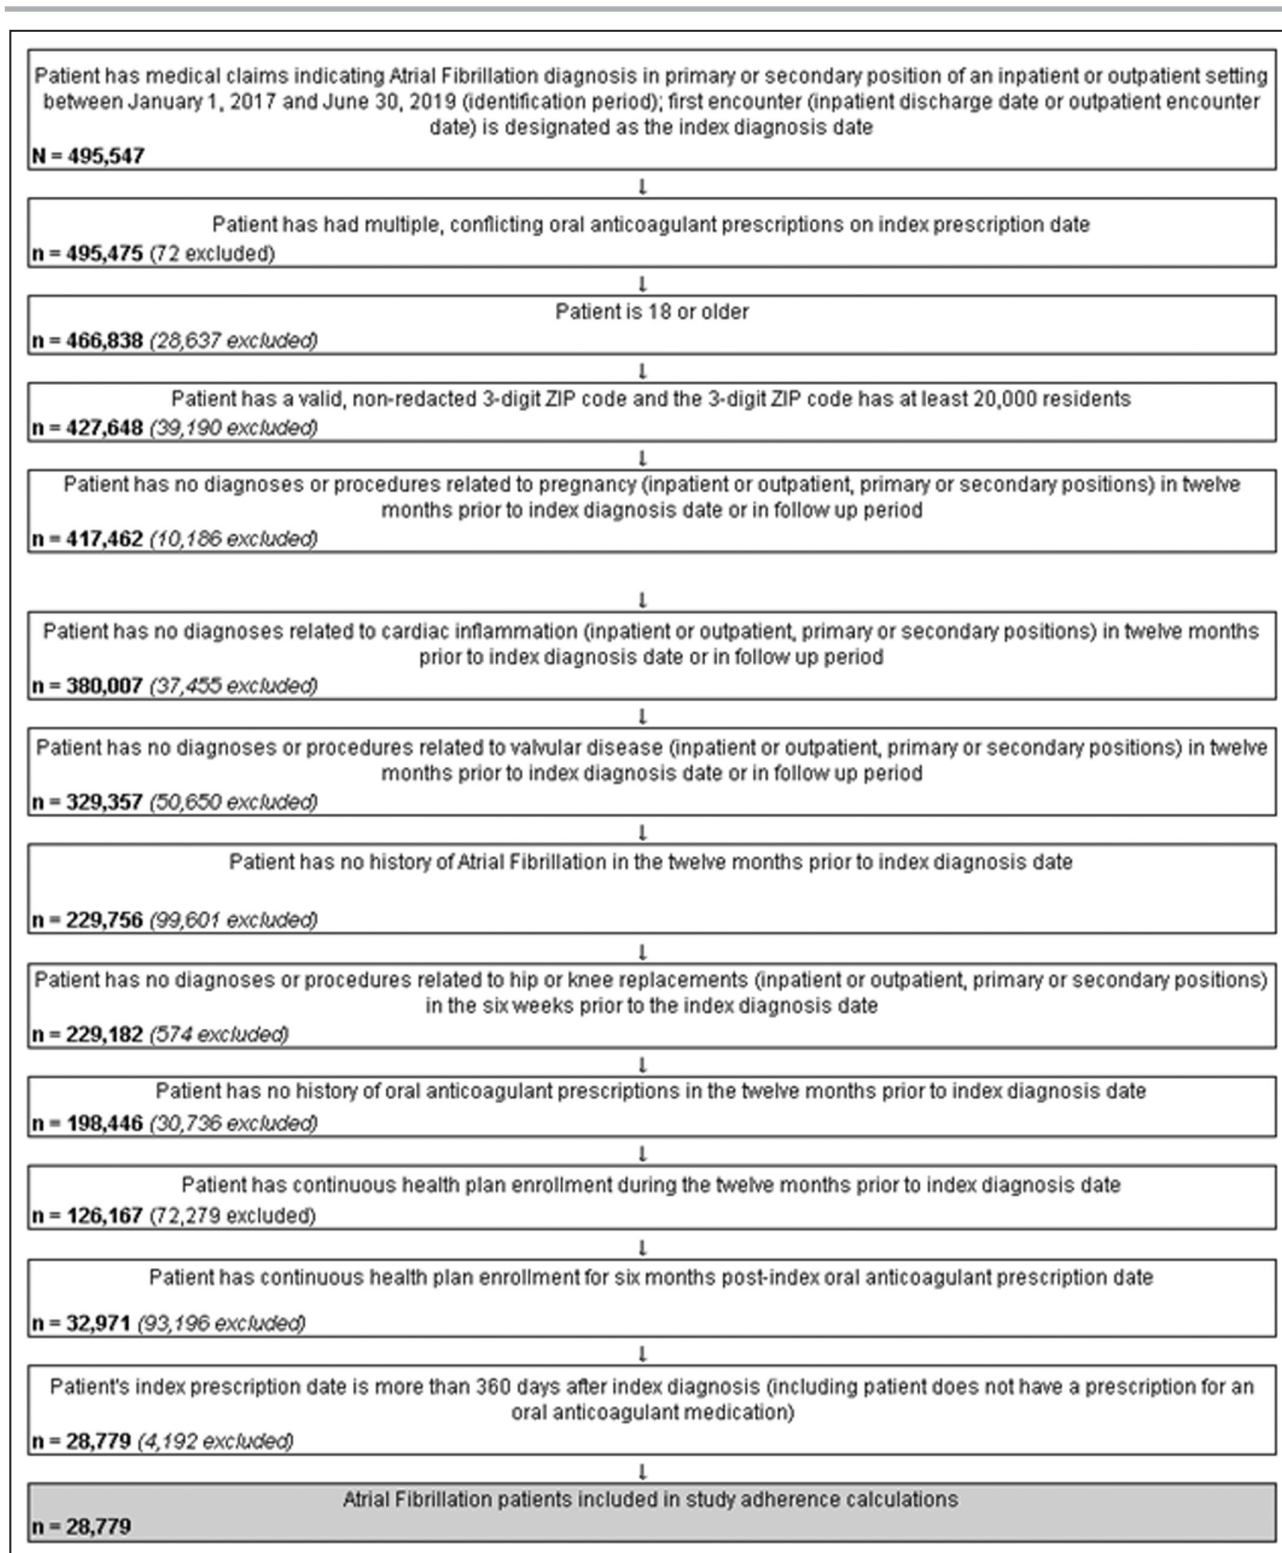 Patient has medical claims indicating Atrial Fibrillation diagnosis in primary or secondary position of an inpatient or outpatient setting
between January 1, 2017 and June 30, 2019 (identification period); first encounter (inpatient discharge date or outpatient encounter
date) is designated as the index diagnosis date
N = 495,547
↓
Patient has had multiple, conflicting oral anticoagulant prescriptions on index prescription date
n = 495,475 (72 excluded)
↓
Patient is 18 or older
n = 466,838 (28,637 excluded)
↓
Patient has a valid, non-redacted 3-digit ZIP code and the 3-digit ZIP code has at least 20,000 residents
n = 427,648 (39,190 excluded)
↓
Patient has no diagnoses or procedures related to pregnancy (inpatient or outpatient, primary or secondary positions) in twelve
months prior to index diagnosis date or in follow up period
n = 417,462 (10,186 excluded)
↓
Patient has no diagnoses related to cardiac inflammation (inpatient or outpatient, primary or secondary positions) in twelve months
prior to index diagnosis date or in follow up period
n = 380,007 (37,455 excluded)
↓
Patient has no diagnoses or procedures related to valvular disease (inpatient or outpatient, primary or secondary positions) in twelve
months prior to index diagnosis date or in follow up period
n = 329,357 (50,650 excluded)
↓
Patient has no history of Atrial Fibrillation in the twelve months prior to index diagnosis date
n = 229,756 (99,601 excluded)
↓
Patient has no diagnoses or procedures related to hip or knee replacements (inpatient or outpatient, primary or secondary positions)
in the six weeks prior to the index diagnosis date
n = 229,182 (574 excluded)
↓
Patient has no history of oral anticoagulant prescriptions in the twelve months prior to index diagnosis date
n = 198,446 (30,736 excluded)
↓
Patient has continuous health plan enrollment during the twelve months prior to index diagnosis date
n = 126,167 (72,279 excluded)
↓
Patient has continuous health plan enrollment for six months post-index oral anticoagulant prescription date
n = 32,971 (93,196 excluded)
↓
Patient's index prescription date is more than 360 days after index diagnosis (including patient does not have a prescription for an
oral anticoagulant medication)
n = 28,779 (4,192 excluded)
↓
Atrial Fibrillation patients included in study adherence calculations
n = 28,779